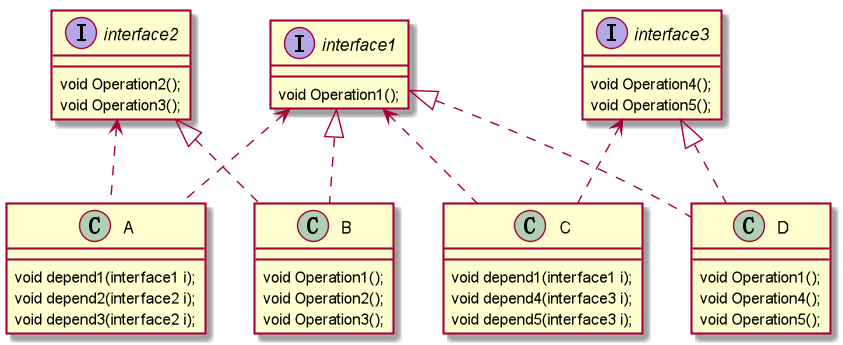 I interface2
void Operation2();
void Operation3();
I interface1
void Operation1();
I interface3
void Operation4();
void Operation5();
C A
void depend1(interface1 i);
void depend2(interface2 i);
void depend3(interface2 i);
C B
void Operation1();
void Operation2();
void Operation3();
C C
void depend1(interface1 i);
void depend4(interface3 i);
void depend5(interface3 i);
C D
void Operation1();
void Operation4();
void Operation5();